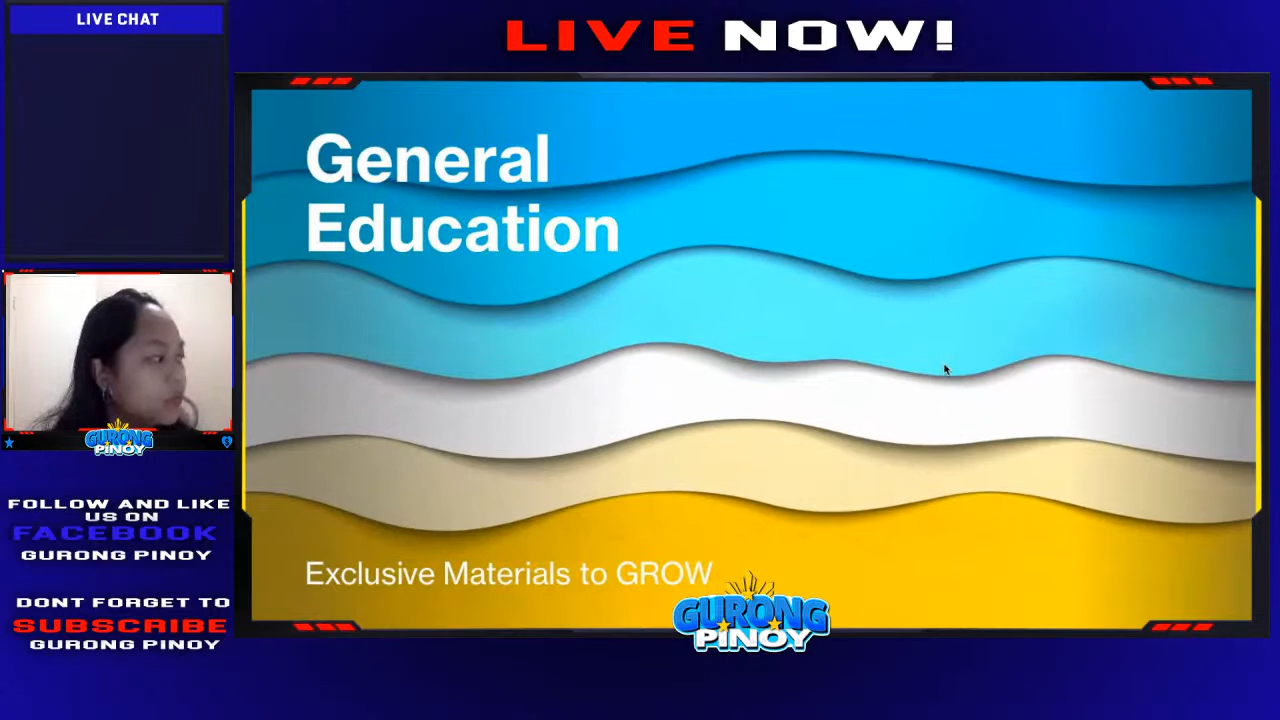 LIVE CHAT
LIVE NOW!
General
Education
Exclusive Materials to GROW
GURONG
PINOY
GURONG
PINOY
FOLLOW AND LIKE
US ON
FACEBOOK
GURONG PINOY
DONT FORGET TO
SUBSCRIBE
GURONG PINOY